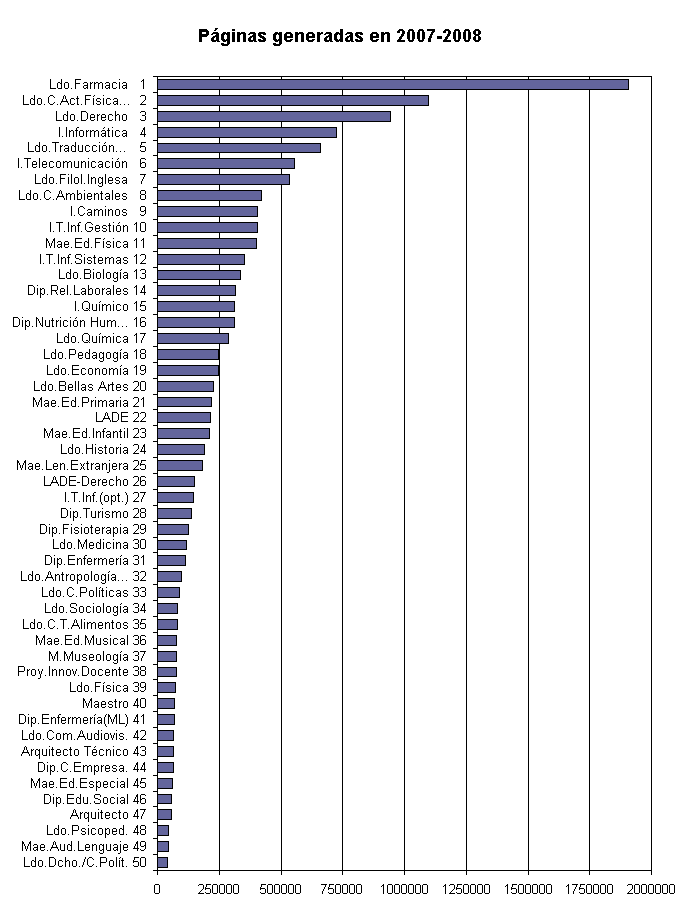 Páginas generadas en 2007-2008
Ldo.Farmacia 1
Ldo.C.Act.Física... 2
Ldo.Derecho 3
I.Informática 4
Ldo.Traducción... 5
I.Telecomunicación 6
Ldo.Filol.Inglesa 7
Ldo.C.Ambientales 8
I.Caminos 9
I.T.Inf.Gestión 10
Mae.Ed.Física 11
I.T.Inf.Sistemas 12
Ldo.Biología 13
Dip.Rel.Laborales 14
I.Químico 15
Dip.Nutrición Hum... 16
Ldo.Química 17
Ldo.Pedagogía 18
Ldo.Economía 19
Ldo.Bellas Artes 20
Mae.Ed.Primaria 21
LADE 22
Mae.Ed.Infantil 23
Ldo.Historia 24
Mae.Len.Extranjera 25
LADE-Derecho 26
I.T.Inf.(opt.) 27
Dip.Turismo 28
Dip.Fisioterapia 29
Ldo.Medicina 30
Dip.Enfermería 31
Ldo.Antropología... 32
Ldo.C.Políticas 33
Ldo.Sociología 34
Ldo.C.T.Alimentos 35
Mae.Ed.Musical 36
M.Museología 37
Proy.Innov.Docente 38
Ldo.Física 39
Maestro 40
Dip.Enfermería(ML) 41
Ldo.Com.Audiovis. 42
Arquitecto Técnico 43
Dip.C.Empresa. 44
Mae.Ed.Especial 45
Dip.Edu.Social 46
Arquitecto 47
Ldo.Psicoped. 48
Mae.Aud.Lenguaje 49
Ldo.Dcho./C.Polít. 50
0 250000 500000 750000 1000000 1250000 1500000 1750000 2000000